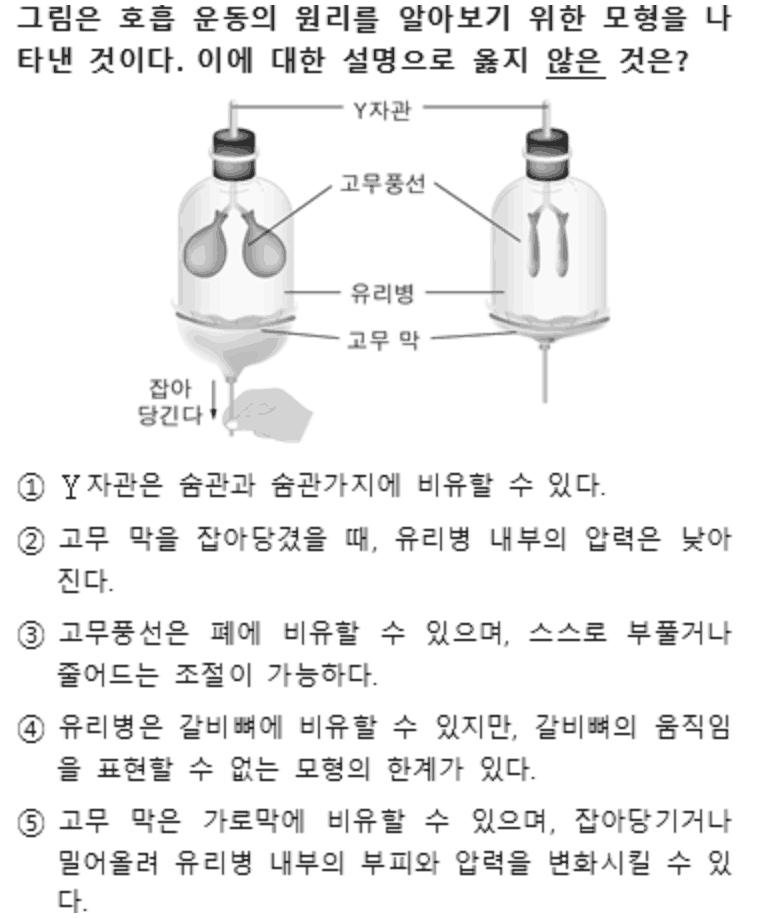 그림은 호흡 운동의 원리를 알아보기 위한 모형을 나
타낸 것이다. 이에 대한 설명으로 옳지 않은 것은?
Y자관
고무풍선
유리병
고무 막
잡아
당긴다
① Y자관은 숨관과 숨관가지에 비유할 수 있다.
② 고무 막을 잡아당겼을 때, 유리병 내부의 압력은 낮아
진다.
③ 고무풍선은 폐에 비유할 수 있으며, 스스로 부풀거나
줄어드는 조절이 가능하다.
④ 유리병은 갈비뼈에 비유할 수 있지만, 갈비뼈의 움직임
을 표현할 수 없는 모형의 한계가 있다.
⑤ 고무 막은 가로막에 비유할 수 있으며, 잡아당기거나
밀어올려 유리병 내부의 부피와 압력을 변화시킬 수 있
다.